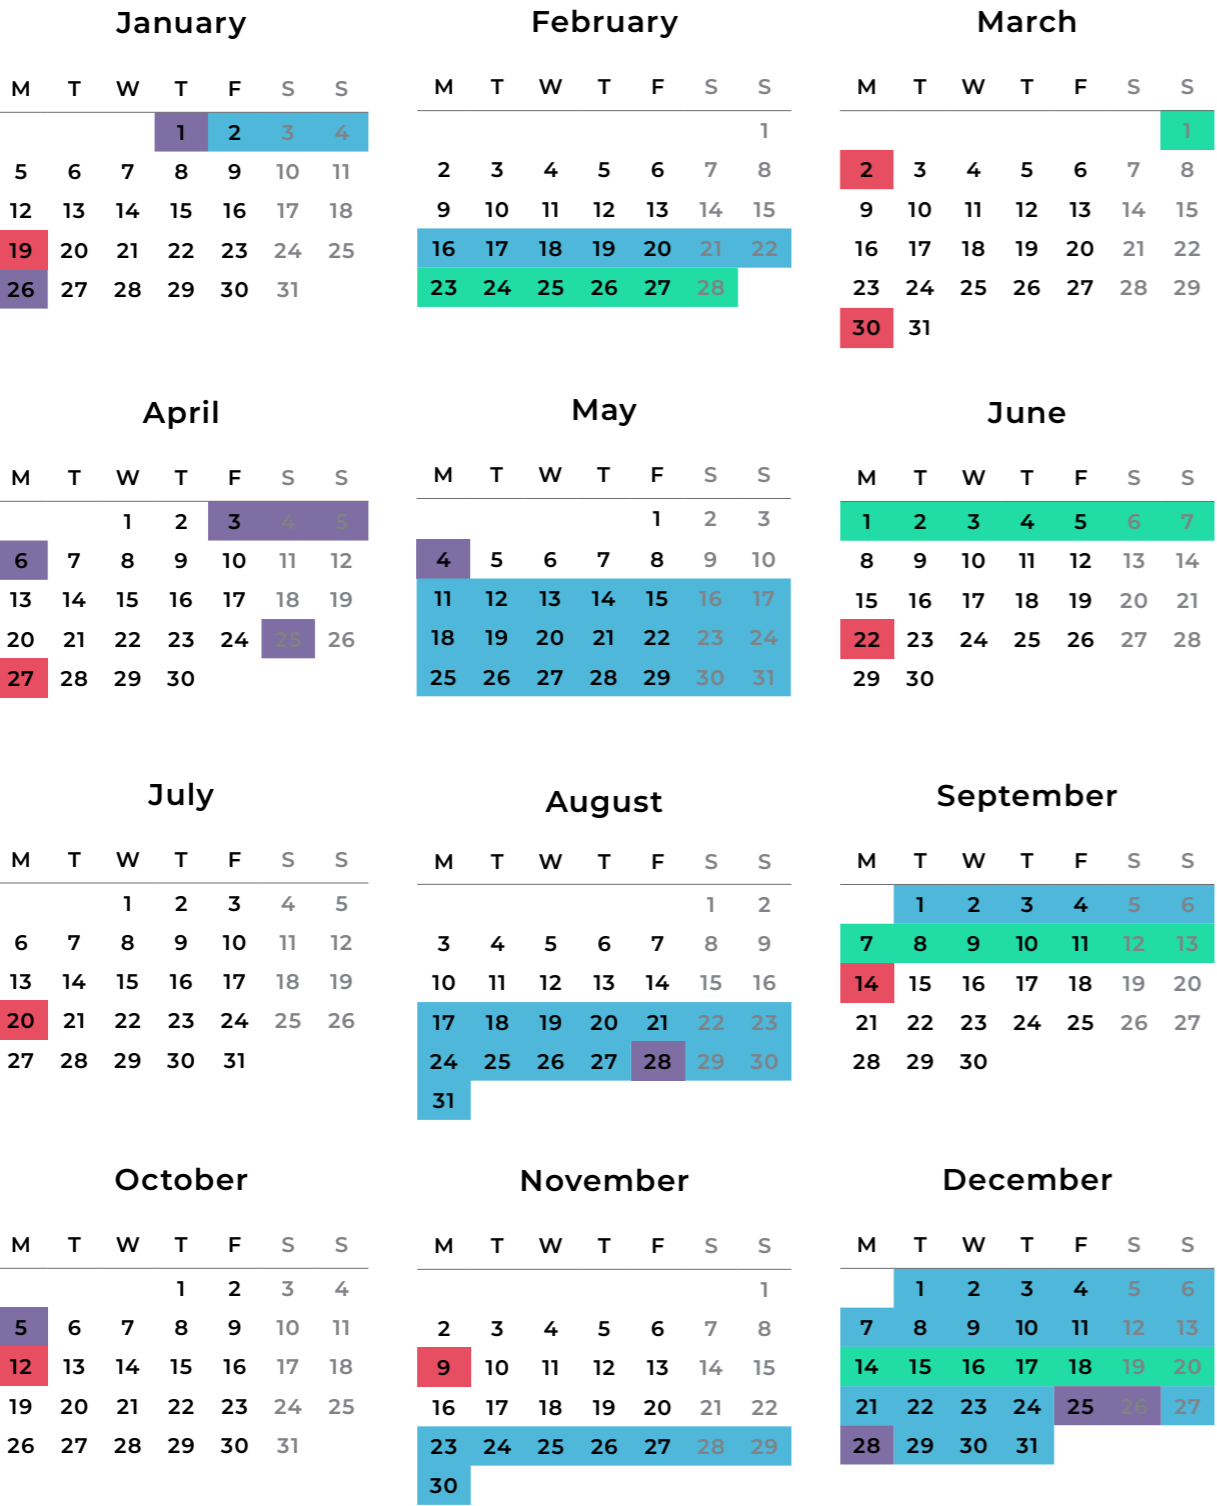 January
M T W T F S S
1 2 3 4
5 6 7 8 9 10 11
12 13 14 15 16 17 18
19 20 21 22 23 24 25
26 27 28 29 30 31
February
M T W T F S S
1
2 3 4 5 6 7 8
9 10 11 12 13 14 15
16 17 18 19 20 21 22
23 24 25 26 27 28
March
M T W T F S S
1
2 3 4 5 6 7 8
9 10 11 12 13 14 15
16 17 18 19 20 21 22
23 24 25 26 27 28 29
30 31
April
M T W T F S S
1 2 3 4 5
6 7 8 9 10 11 12
13 14 15 16 17 18 19
20 21 22 23 24 25 26
27 28 29 30
May
M T W T F S S
1 2 3
4 5 6 7 8 9 10
11 12 13 14 15 16 17
18 19 20 21 22 23 24
25 26 27 28 29 30 31
June
M T W T F S S
1 2 3 4 5 6 7
8 9 10 11 12 13 14
15 16 17 18 19 20 21
22 23 24 25 26 27 28
29 30
July
M T W T F S S
1 2 3 4 5
6 7 8 9 10 11 12
13 14 15 16 17 18 19
20 21 22 23 24 25 26
27 28 29 30 31
August
M T W T F S S
1 2
3 4 5 6 7 8 9
10 11 12 13 14 15 16
17 18 19 20 21 22 23
24 25 26 27 28 29 30
31
September
M T W T F S S
1 2 3 4 5 6
7 8 9 10 11 12 13
14 15 16 17 18 19 20
21 22 23 24 25 26 27
28 29 30
October
M T W T F S S
1 2 3 4
5 6 7 8 9 10 11
12 13 14 15 16 17 18
19 20 21 22 23 24 25
26 27 28 29 30 31
November
M T W T F S S
1
2 3 4 5 6 7 8
9 10 11 12 13 14 15
16 17 18 19 20 21 22
23 24 25 26 27 28 29
30
December
M T W T F S S
1 2 3 4 5 6
7 8 9 10 11 12 13
14 15 16 17 18 19 20
21 22 23 24 25 26 27
28 29 30 31